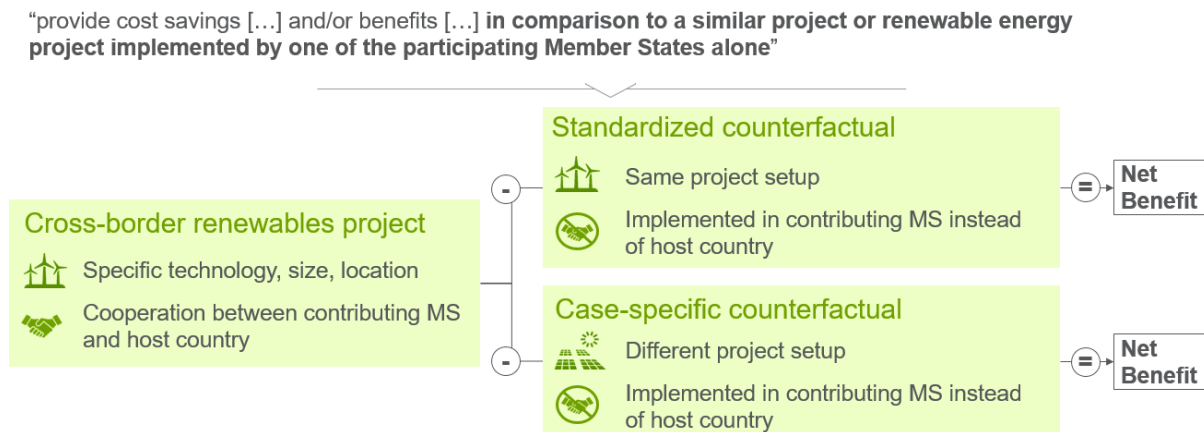 “provide cost savings […] and/or benefits […] in comparison to a similar project or renewable energy
project implemented by one of the participating Member States alone”
Cross-border renewables project
Specific technology, size, location
Cooperation between contributing MS
and host country
-
Standardized counterfactual
Same project setup
Implemented in contributing MS instead
of host country
=
Net
Benefit
-
Case-specific counterfactual
Different project setup
Implemented in contributing MS instead
of host country
=
Net
Benefit